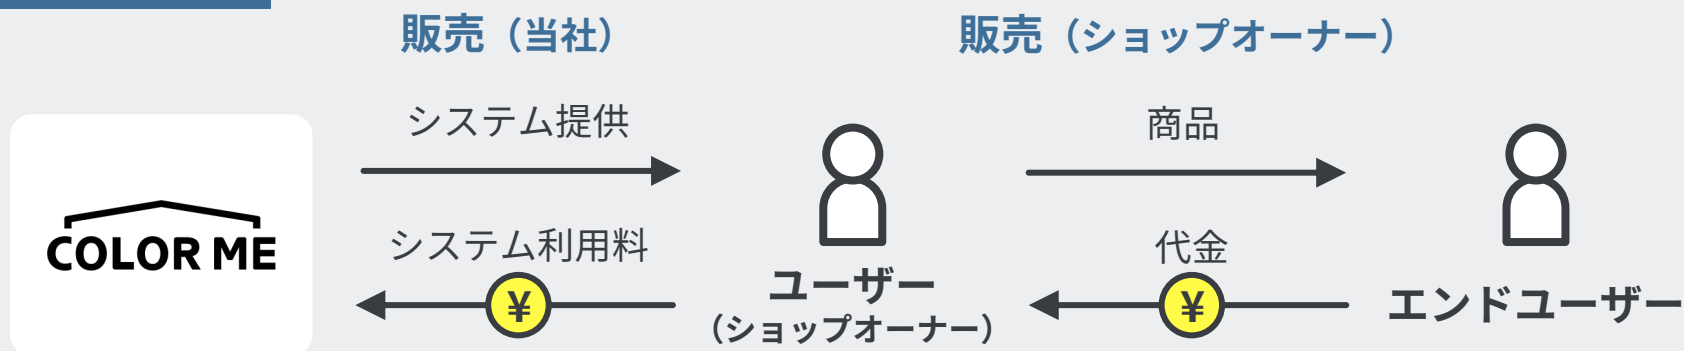 販売（当社）
販売（ショップオーナー）
システム提供
商品
COLOR ME
システム利用料
代金
¥
¥
ユーザー
（ショップオーナー）
エンドユーザー